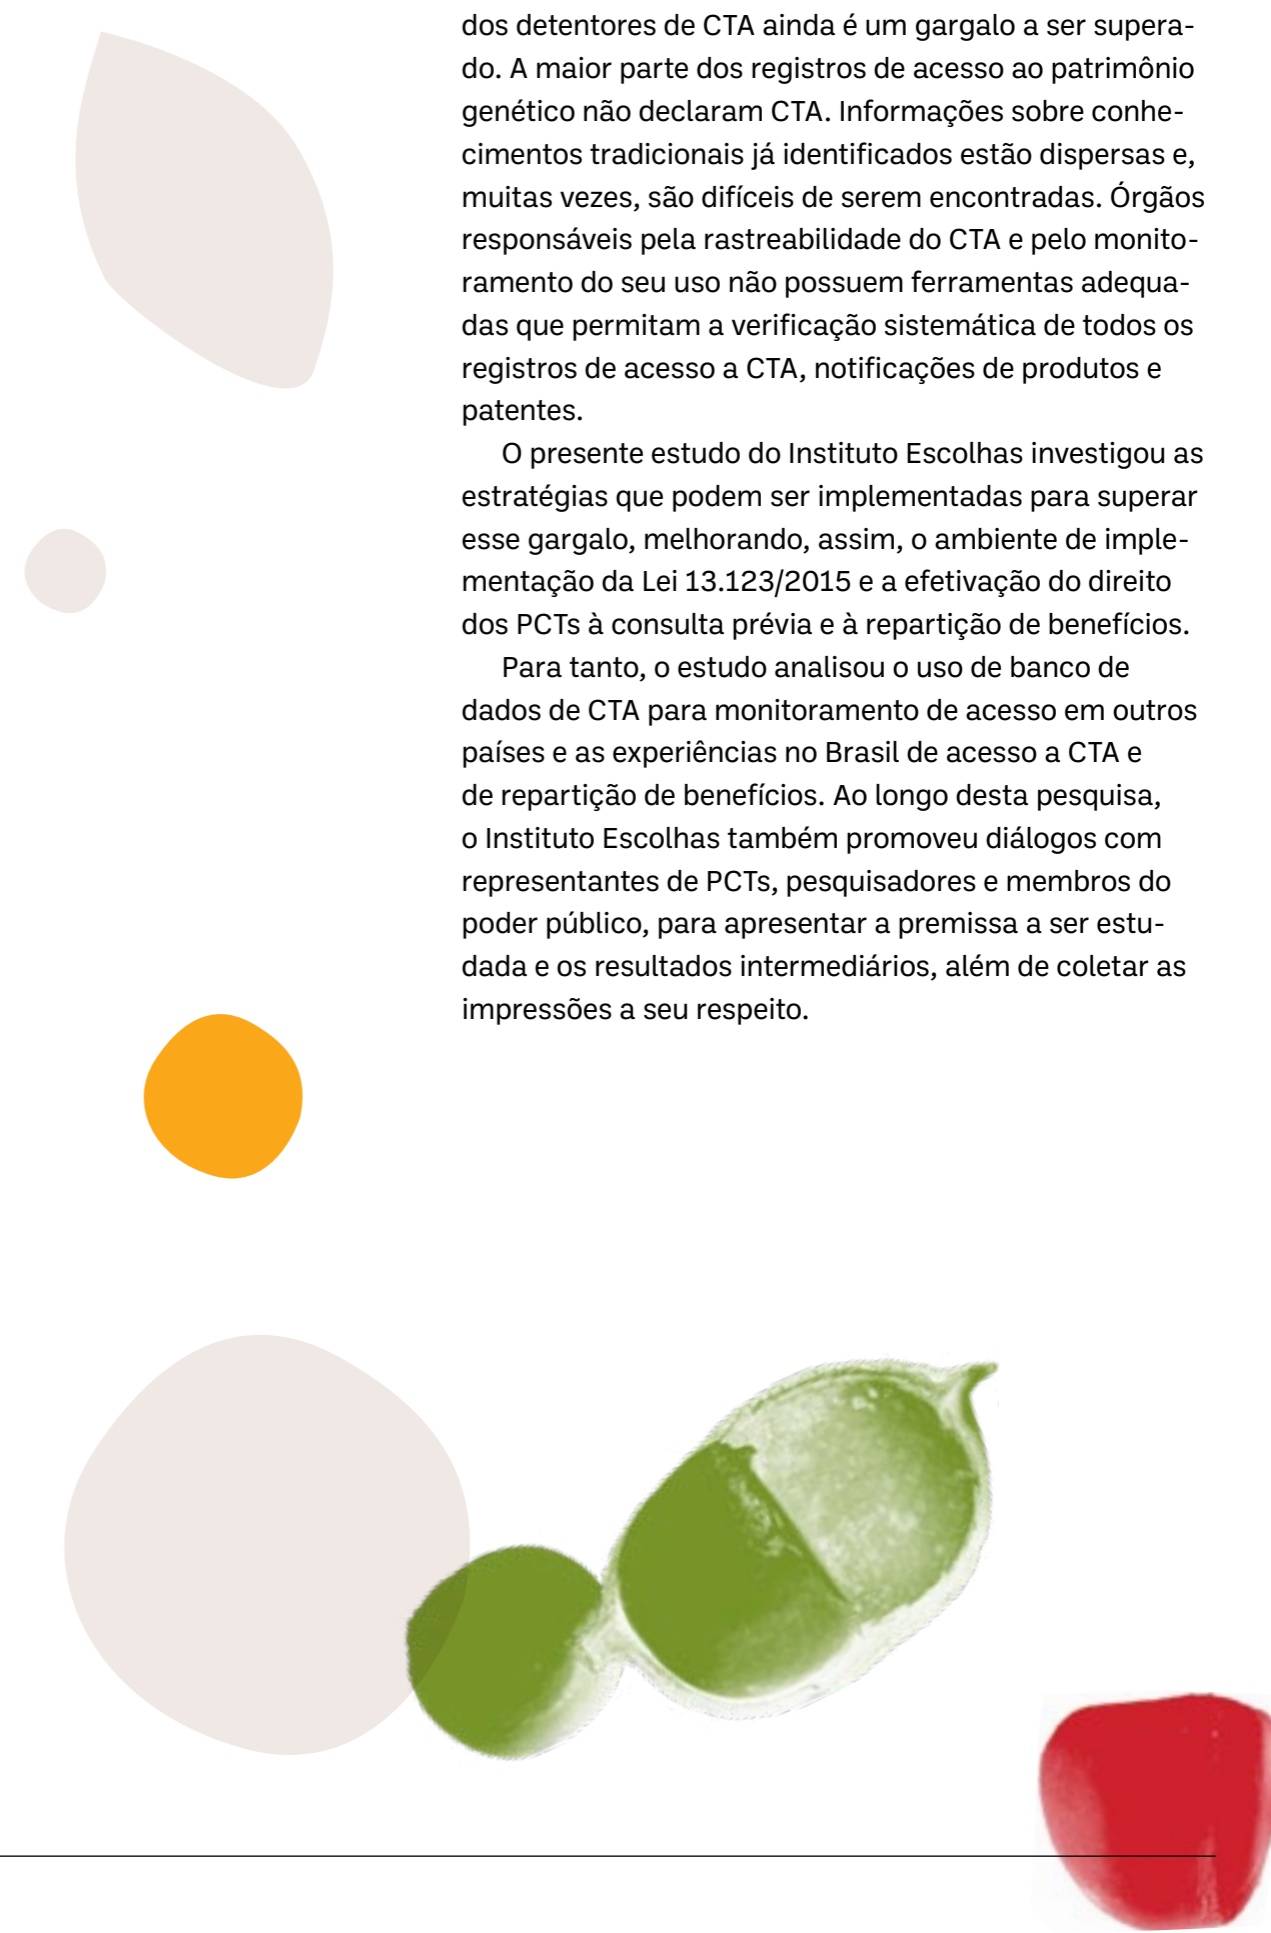 dos detentores de CTA ainda é um gargalo a ser supera-
do. A maior parte dos registros de acesso ao patrimônio
genético não declaram CTA. Informações sobre conhe-
cimentos tradicionais já identificados estão dispersas e,
muitas vezes, são difíceis de serem encontradas. Órgãos
responsáveis pela rastreabilidade do CTA e pelo monito-
ramento do seu uso não possuem ferramentas adequa-
das que permitam a verificação sistemática de todos os
registros de acesso a CTA, notificações de produtos e
patentes.
O presente estudo do Instituto Escolhas investigou as
estratégias que podem ser implementadas para superar
esse gargalo, melhorando, assim, o ambiente de imple-
mentação da Lei 13.123/2015 e a efetivação do direito
dos PCTs à consulta prévia e à repartição de benefícios.
Para tanto, o estudo analisou o uso de banco de
dados de CTA para monitoramento de acesso em outros
países e as experiências no Brasil de acesso a CTA e
de repartição de benefícios. Ao longo desta pesquisa,
o Instituto Escolhas também promoveu diálogos com
representantes de PCTs, pesquisadores e membros do
poder público, para apresentar a premissa a ser estu-
dada e os resultados intermediários, além de coletar as
impressões a seu respeito.